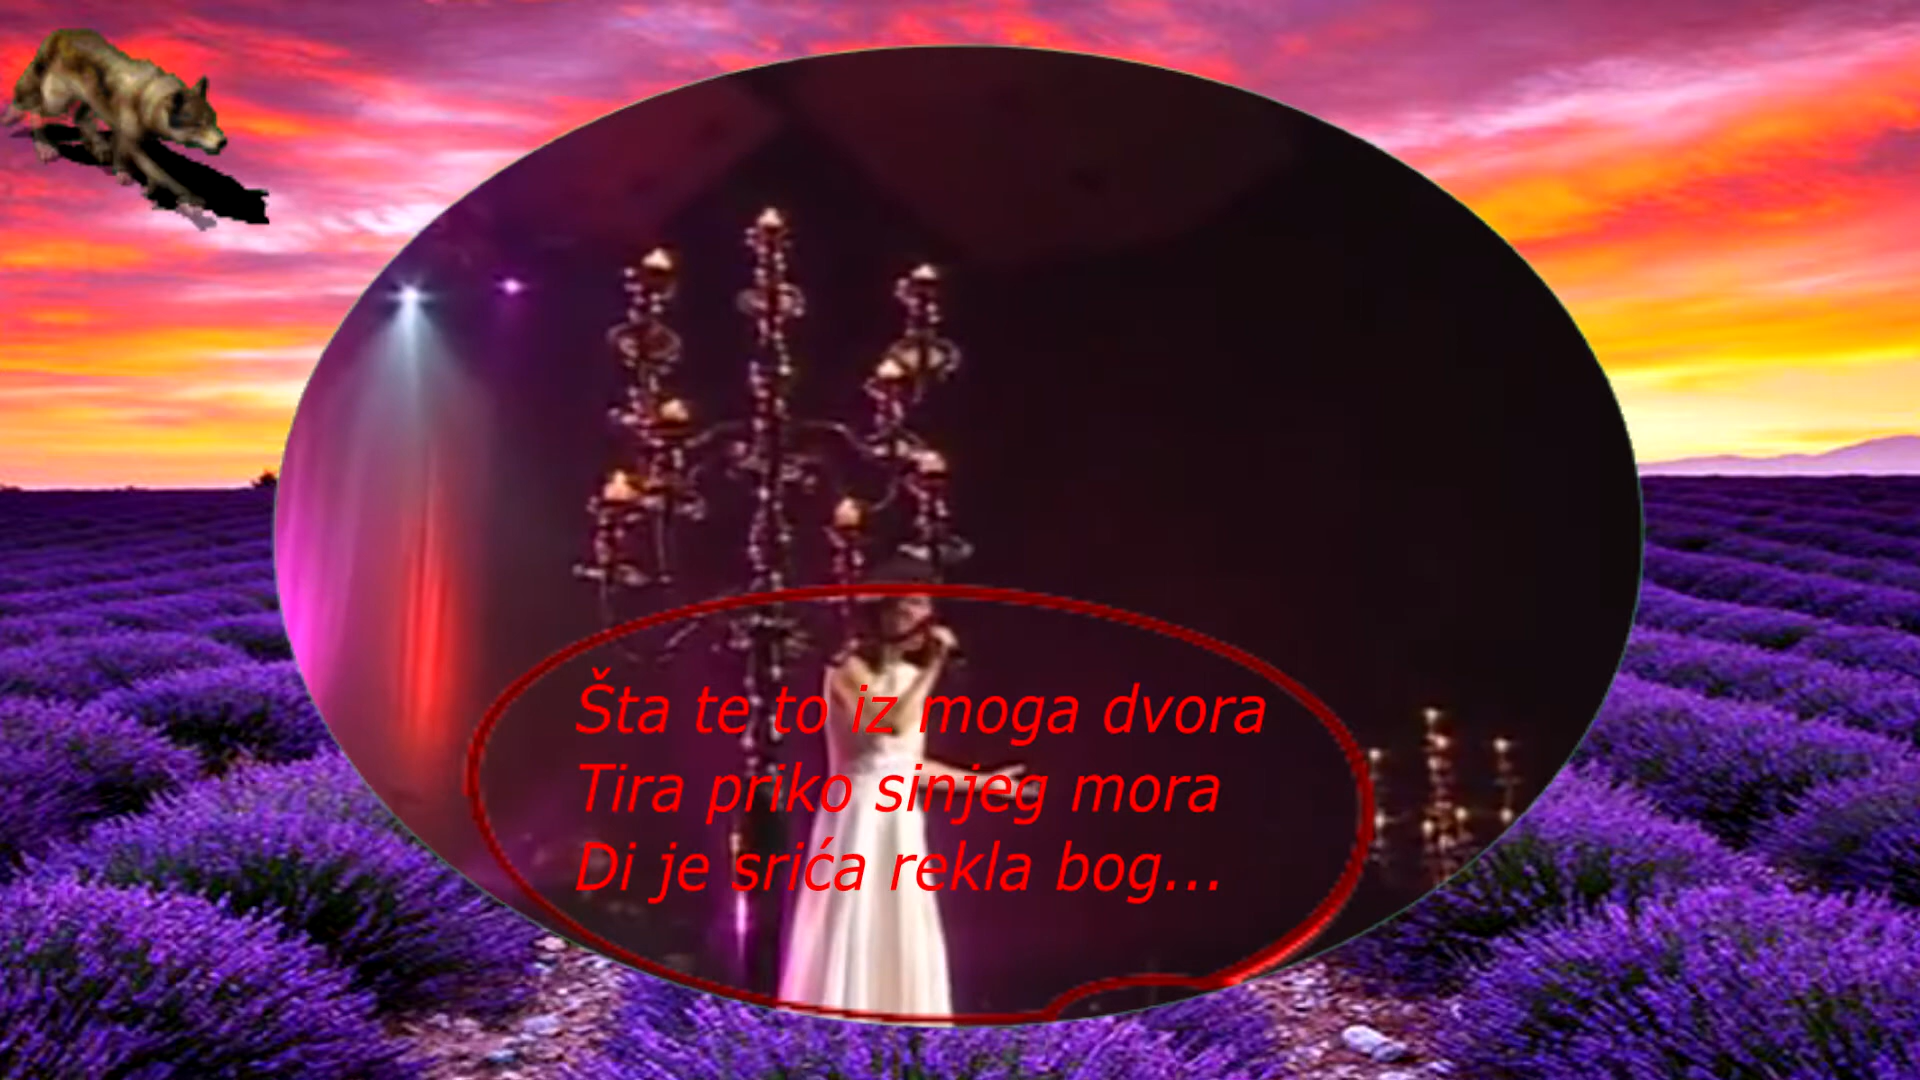 Šta te to iz moga dvora
Tira priko sinjeg mora
Di je srića rekla bog...